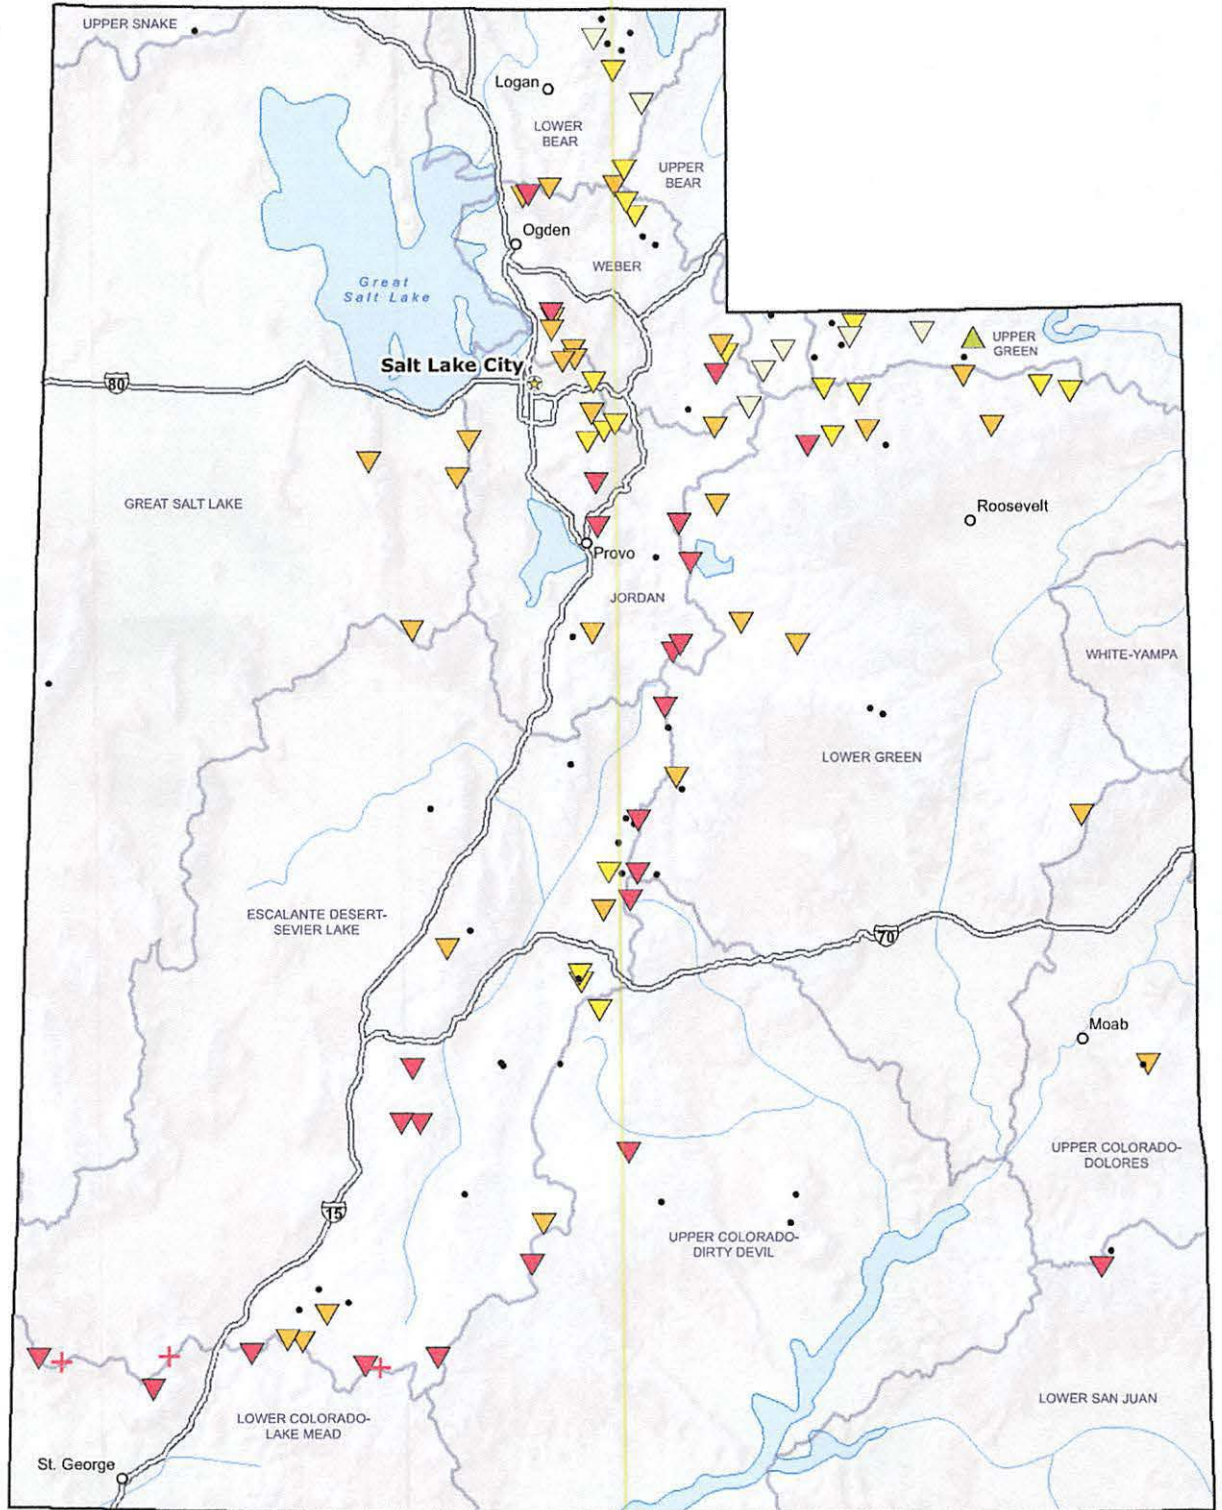 UPPER SNAKE
Logan
LOWER
BEAR
UPPER
BEAR
Ogden
WEBER
Great
Salt Lake
UPPER
GREEN
Salt Lake City
80
GREAT SALT LAKE
Roosevelt
Provo
JORDAN
WHITE-YAMPA
LOWER GREEN
ESCALANTE DESERT-
SEVIER LAKE
70
Moab
UPPER COLORADO-
DOLORES
15
UPPER COLORADO-
DIRTY DEVIL
LOWER SAN JUAN
LOWER COLORADO-
LAKE MEAD
St. George